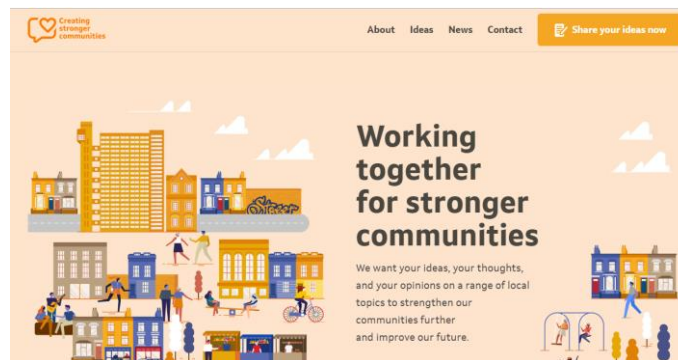 Creating
stronger
communities
About Ideas News Contact Share your ideas now
Working
together
for stronger
communities
We want your ideas, your thoughts,
and your opinions on a range of local
topics to strengthen our
communities further
and improve our future.